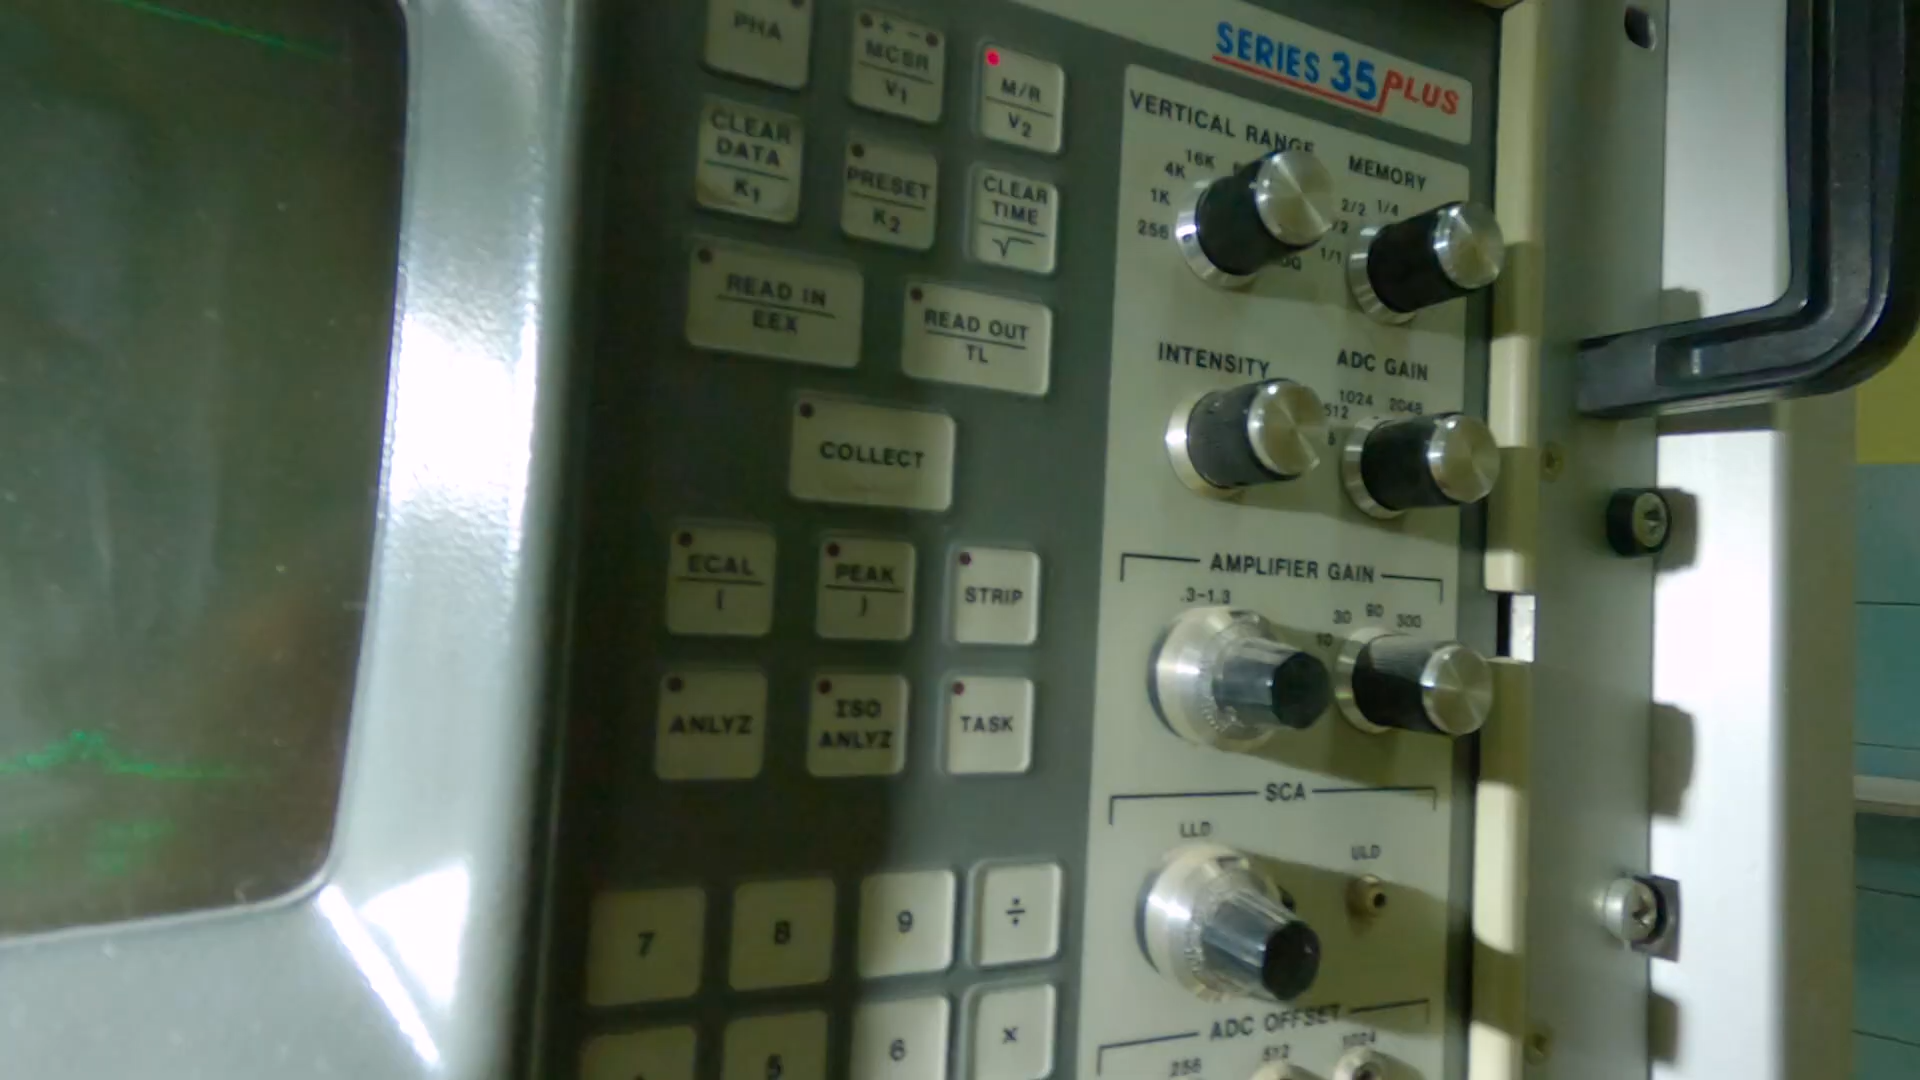 PHA
+ -
MCSR
V1
M/R
V2
CLEAR
DATA
K1
PRESET
K2
CLEAR
TIME
√
READ IN
EEX
READ OUT
TL
COLLECT
ECAL
(
PEAK
)
STRIP
ANLYZ
ISO
ANLYZ
TASK
7
8
9
÷
5
6
x
SERIES 35 PLUS
VERTICAL RANGE
256
1K
4K
16K
MEMORY
1/1
2/2
1/4
INTENSITY
ADC GAIN
512
1024
2048
AMPLIFIER GAIN
.3-1.3
10
30
90
300
SCA
LLD
ULD
ADC OFFSET
256
512
1024